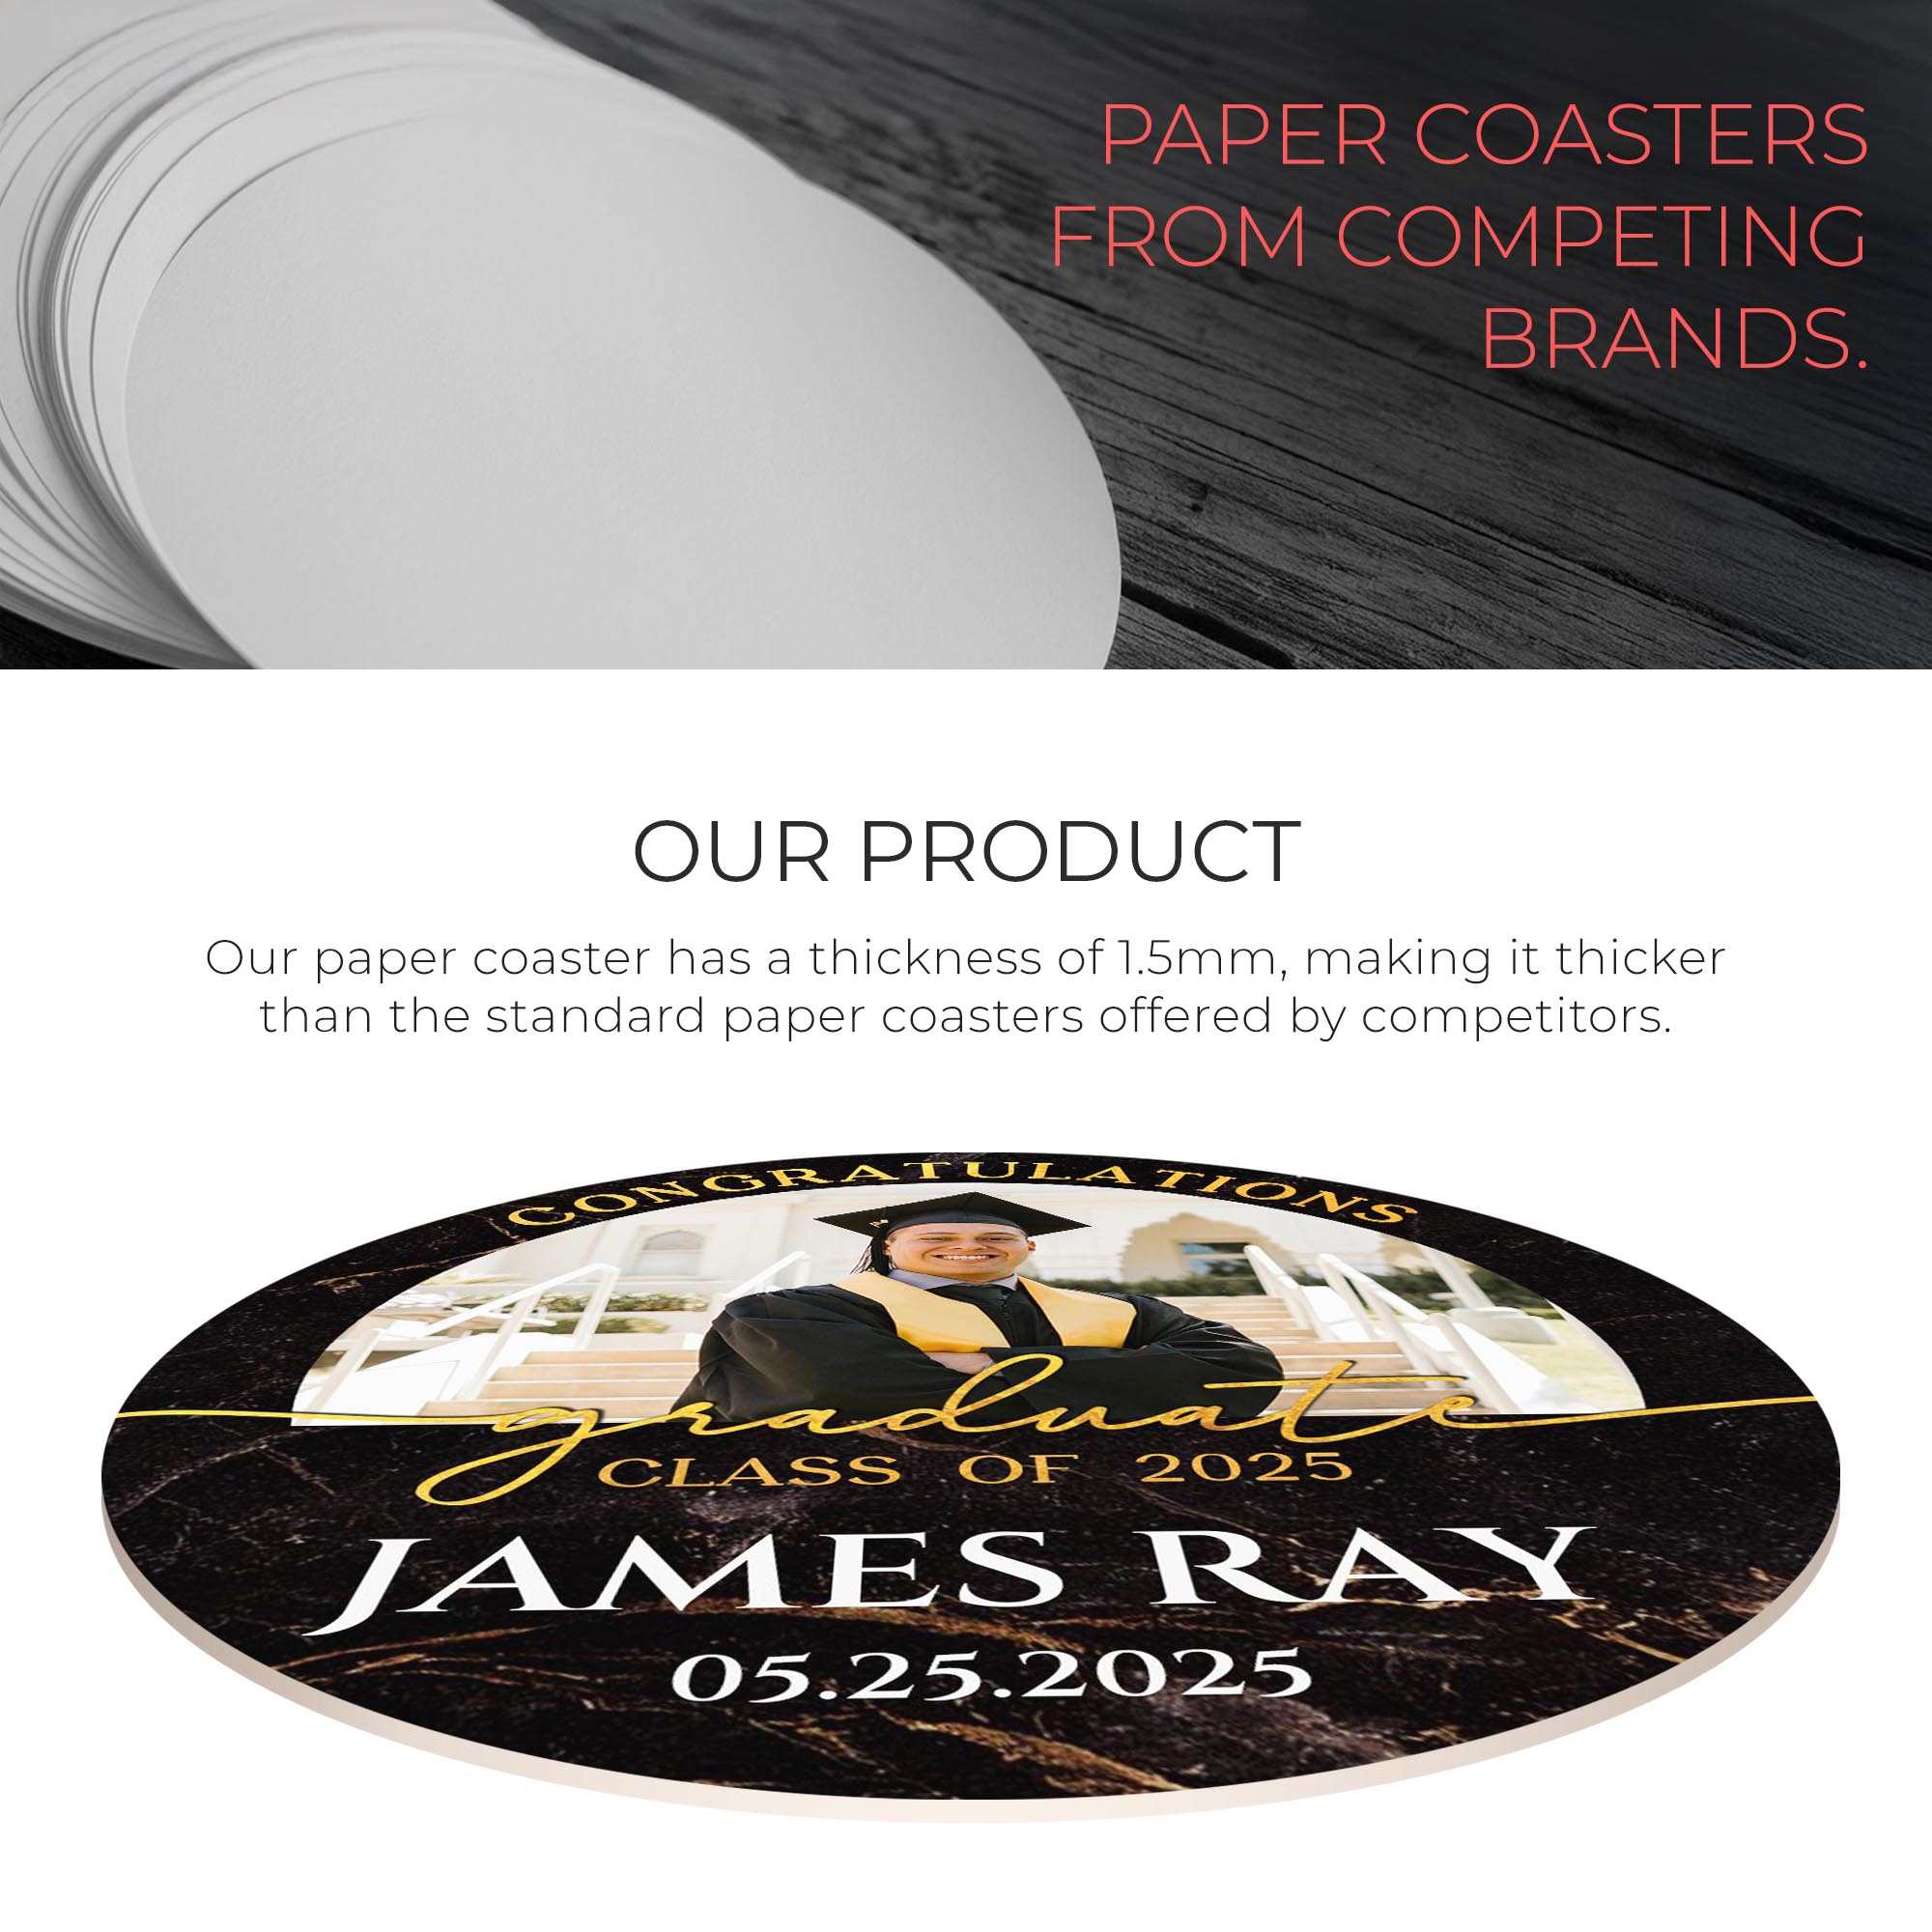 PAPER COASTERS
FROM COMPETING
BRANDS.
OUR PRODUCT
Our paper coaster has a thickness of 1.5mm, making it thicker
than the standard paper coasters offered by competitors.
CONGRATULATIONS
graduate
CLASS OF 2025
JAMES RAY
05.25.2025